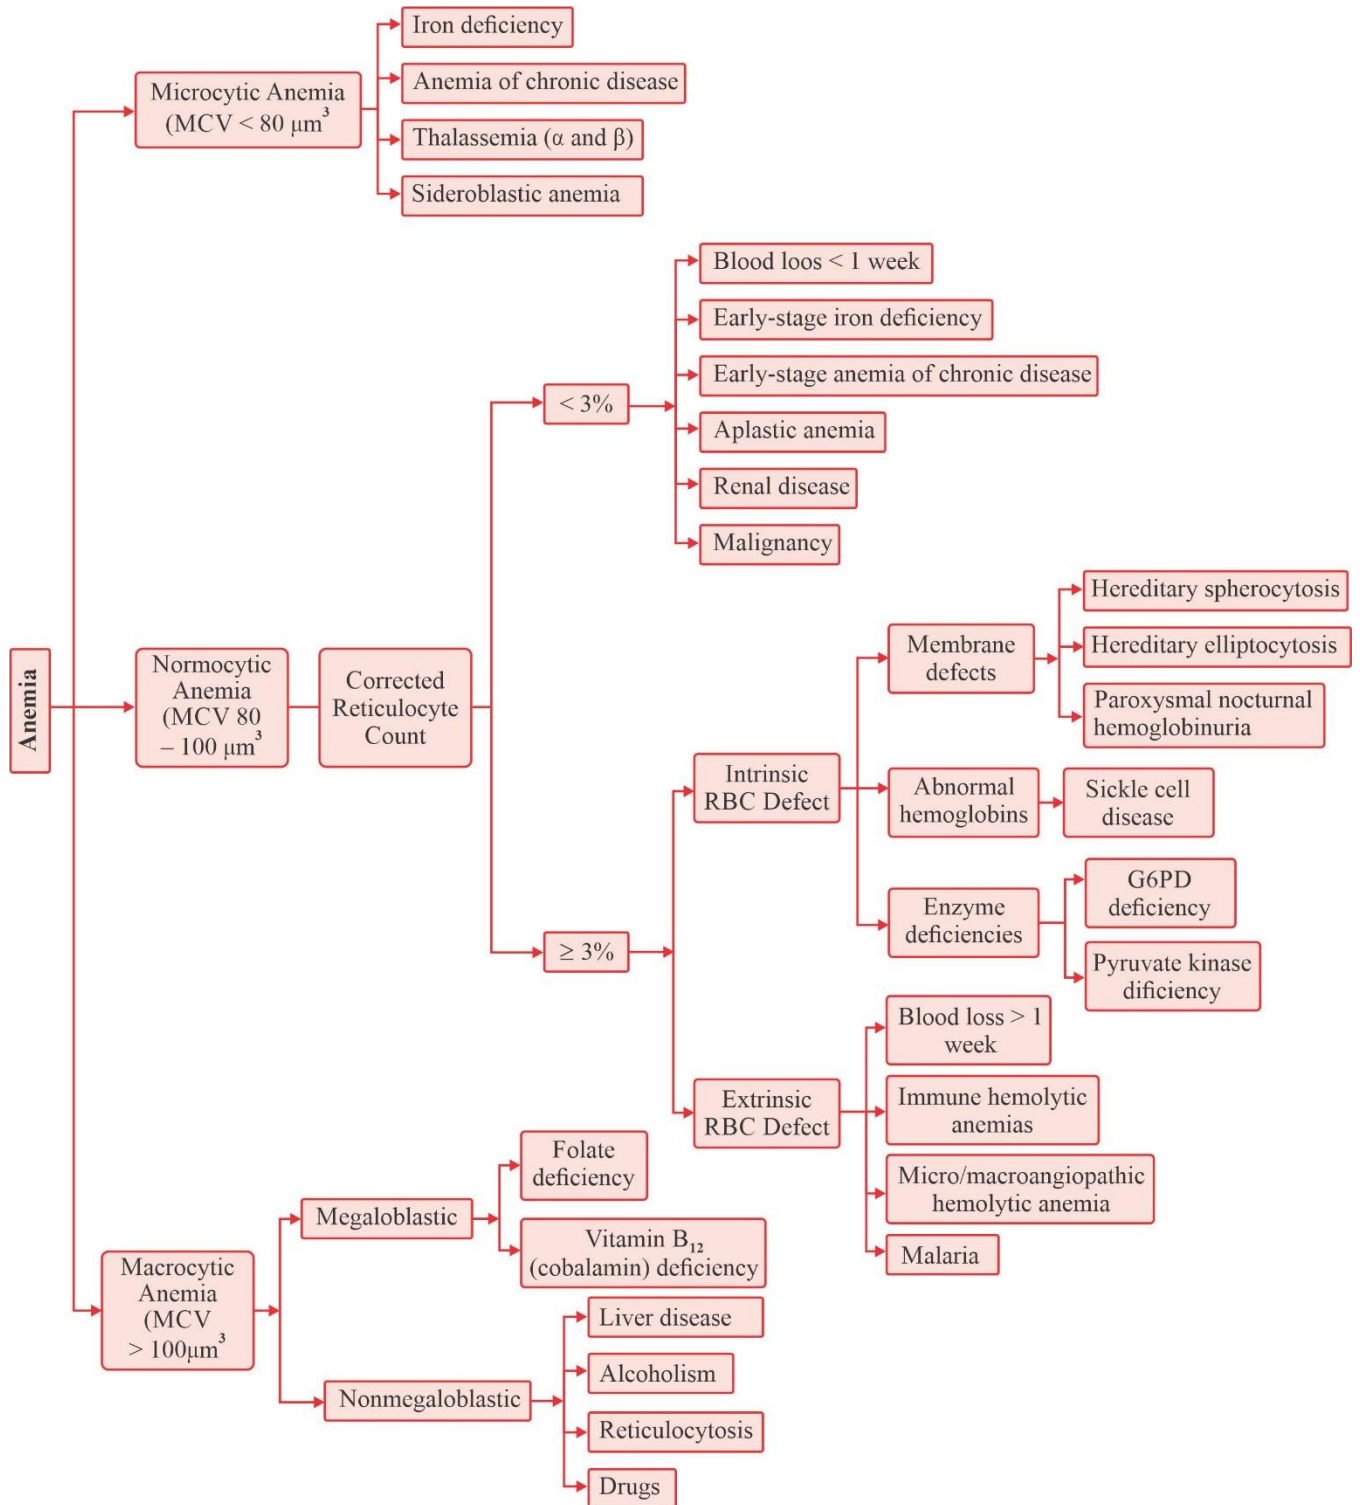 Anemia
Microcytic Anemia
(MCV < 80 μm³
Iron deficiency
Anemia of chronic disease
Thalassemia (α and β)
Sideroblastic anemia
Normocytic
Anemia
(MCV 80
– 100 μm³
Corrected
Reticulocyte
Count
< 3%
Blood loos < 1 week
Early-stage iron deficiency
Early-stage anemia of chronic disease
Aplastic anemia
Renal disease
Malignancy
≥ 3%
Intrinsic
RBC Defect
Membrane
defects
Hereditary spherocytosis
Hereditary elliptocytosis
Paroxysmal nocturnal
hemoglobinuria
Abnormal
hemoglobins
Sickle cell
disease
Enzyme
deficiencies
G6PD
deficiency
Pyruvate kinase
dificiency
Extrinsic
RBC Defect
Blood loss > 1
week
Immune hemolytic
anemias
Micro/macroangiopathic
hemolytic anemia
Malaria
Macrocytic
Anemia
(MCV
> 100μm³
Megaloblastic
Folate
deficiency
Vitamin B₁₂
(cobalamin) deficiency
Nonmegaloblastic
Liver disease
Alcoholism
Reticulocytosis
Drugs